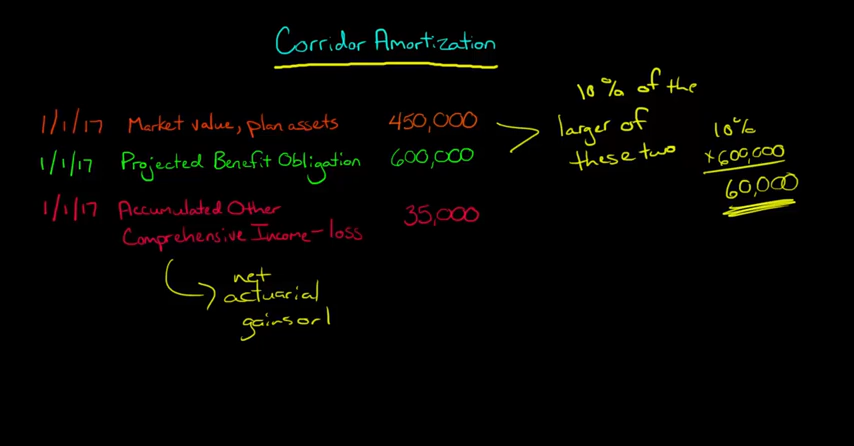 Corridor Amortization
1/1/17 Market value, plan assets 450,000
1/1/17 Projected Benefit Obligation 600,000
1/1/17 Accumulated Other
Comprehensive Income-loss 35,000
10% of the
larger of
these two
10%
×600,000
60,000
net
actuarial
gains or l